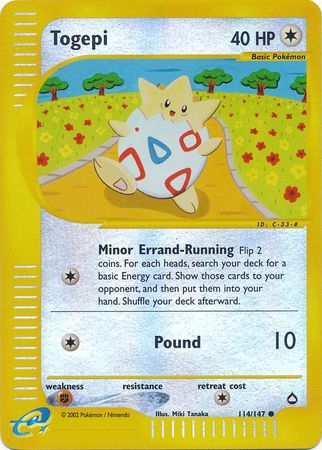 Togepi
40 HP
Basic Pokémon
ID: C-33-#
Minor Errand-Running Flip 2
coins. For each heads, search your deck for a
basic Energy card. Show those cards to your
opponent, and then put them into your
hand. Shuffle your deck afterward.
Pound 10
weakness resistance retreat cost
e
© 2002 Pokémon / Nintendo Illus. Miki Tanaka 114/147